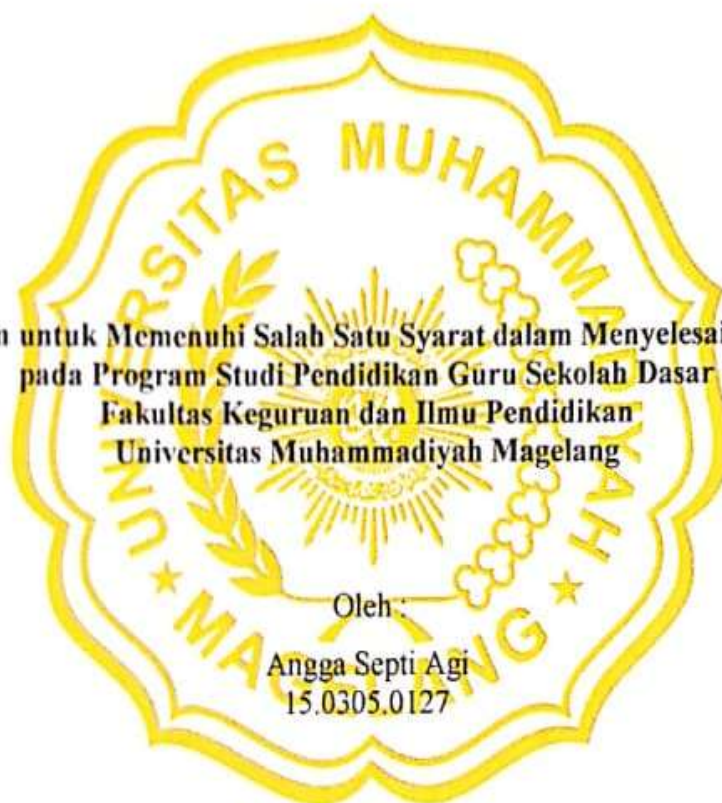 UNIVERSITAS MUHAMMADIYAH
MAGELANG
untuk Memenuhi Salah Satu Syarat dalam
pada Program Studi Pendidikan Guru Sekolah Dasar
Fakultas Keguruan dan Ilmu Pendidikan
Universitas Muhammadiyah Magelang
Oleh :
Angga Septi Agi
15.0305.0127